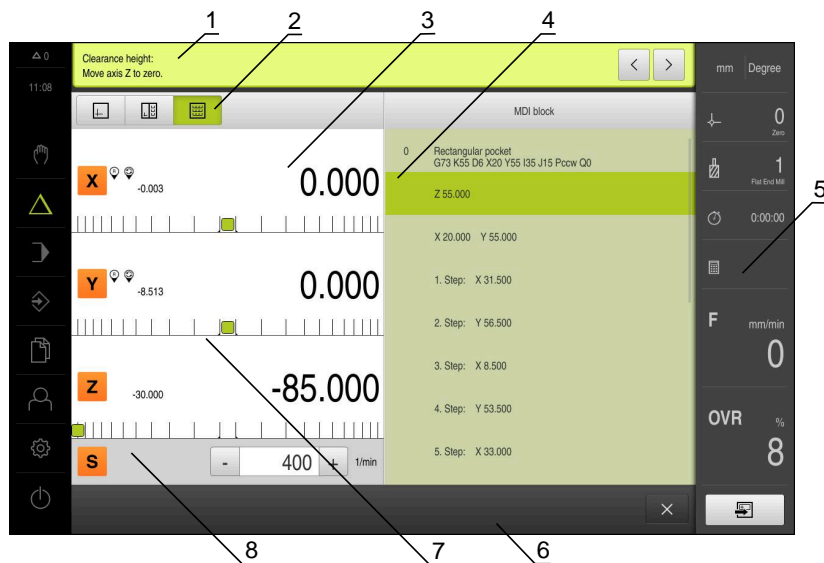 1
2
3
4
5
6
7
8
0
11:08
Clearance height:
Move axis Z to zero.
< >
mm Degree
MDI block
X R -0.003 0.000
Y R -8.513 0.000
Z -30.000 -85.000
S - 400 + 1/min
0 Rectangular pocket
G73 K55 D6 X20 Y55 I35 J15 Pccw Q0
Z 55.000
X 20.000 Y 55.000
1. Step: X 31.500
2. Step: Y 56.500
3. Step: X 8.500
4. Step: Y 53.500
5. Step: X 33.000
0
Zero
1
Flat End Mill
0:00:00
F mm/min
0
OVR %
8